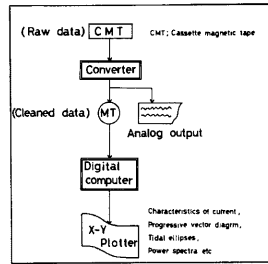 (Raw data) CMT CMT; Cassette magnetic tape
Converter
(Cleaned data) MT
Analog output
Digital
computer
X-Y
Plotter
Characteristics of current,
Progressive vector diagrm,
Tidal ellipses,
Power spectra etc